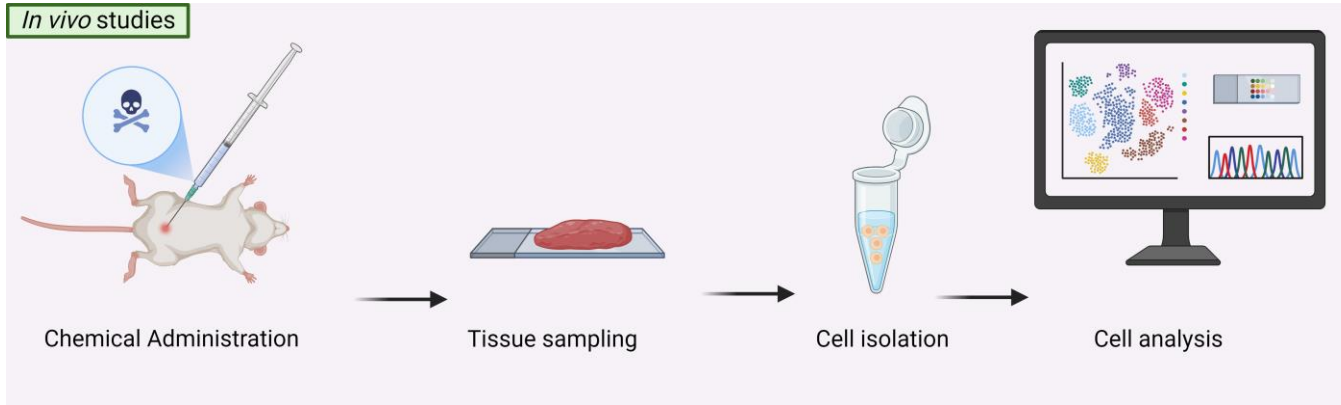 In vivo studies
Chemical Administration
Tissue sampling
Cell isolation
Cell analysis